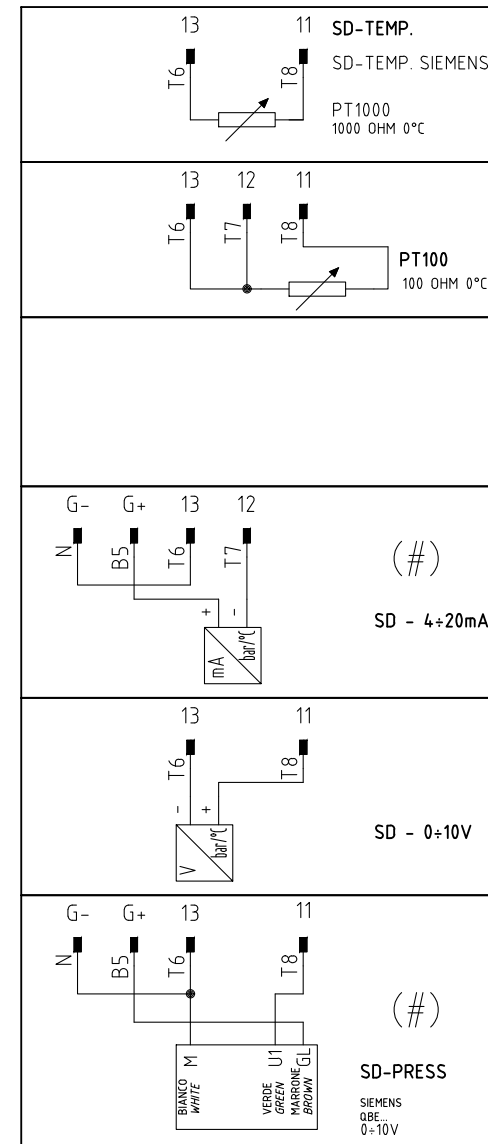 13 11 SD-TEMP.
T6 T8 SD-TEMP. SIEMENS
PT1000
1000 OHM 0°C
13 12 11
T6 T7 T8
PT100
100 OHM 0°C
G- G+ 13 12
N B5 T6 T7
(#)
+ -
SD - 4÷20mA
mA bar/°C
13 11
T6 T8
- +
SD - 0÷10V
V bar/°C
G- G+ 13 11
N B5 T6 T8
(#)
M U1 GL
BIANCO
WHITE
VERDE
GREEN
MARRONE
BROWN
SD-PRESS
SIEMENS
QBE...
0÷10V